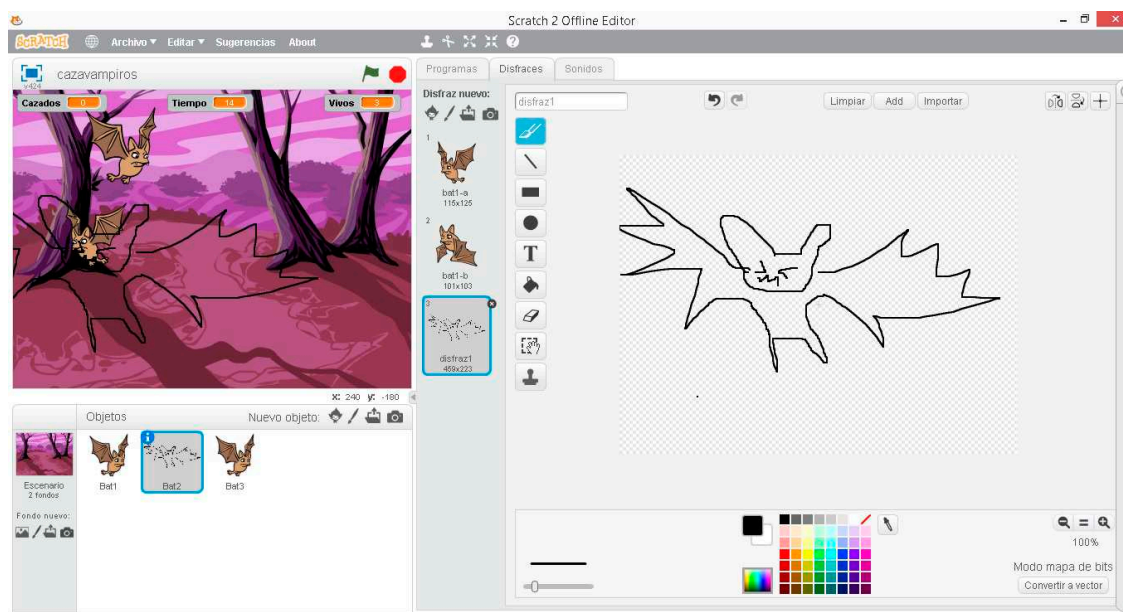 Scratch 2 Offline Editor
SCRATCH Archivo Editar Sugerencias About
cazavampiros
v424
Cazados 0 Tiempo 14 Vivos 3
X: 240 y: -180
Objetos Nuevo objeto:
Escenario
2 fondos
Bat1 Bat2 Bat3
Fondo nuevo:
Programas Disfraces Sonidos
Disfraz nuevo:
1
bat1-a
115x125
2
bat1-b
101x103
3
disfraz1
459x223
disfraz1 Limpiar Add Importar
T
100%
Modo mapa de bits
Convertir a vector